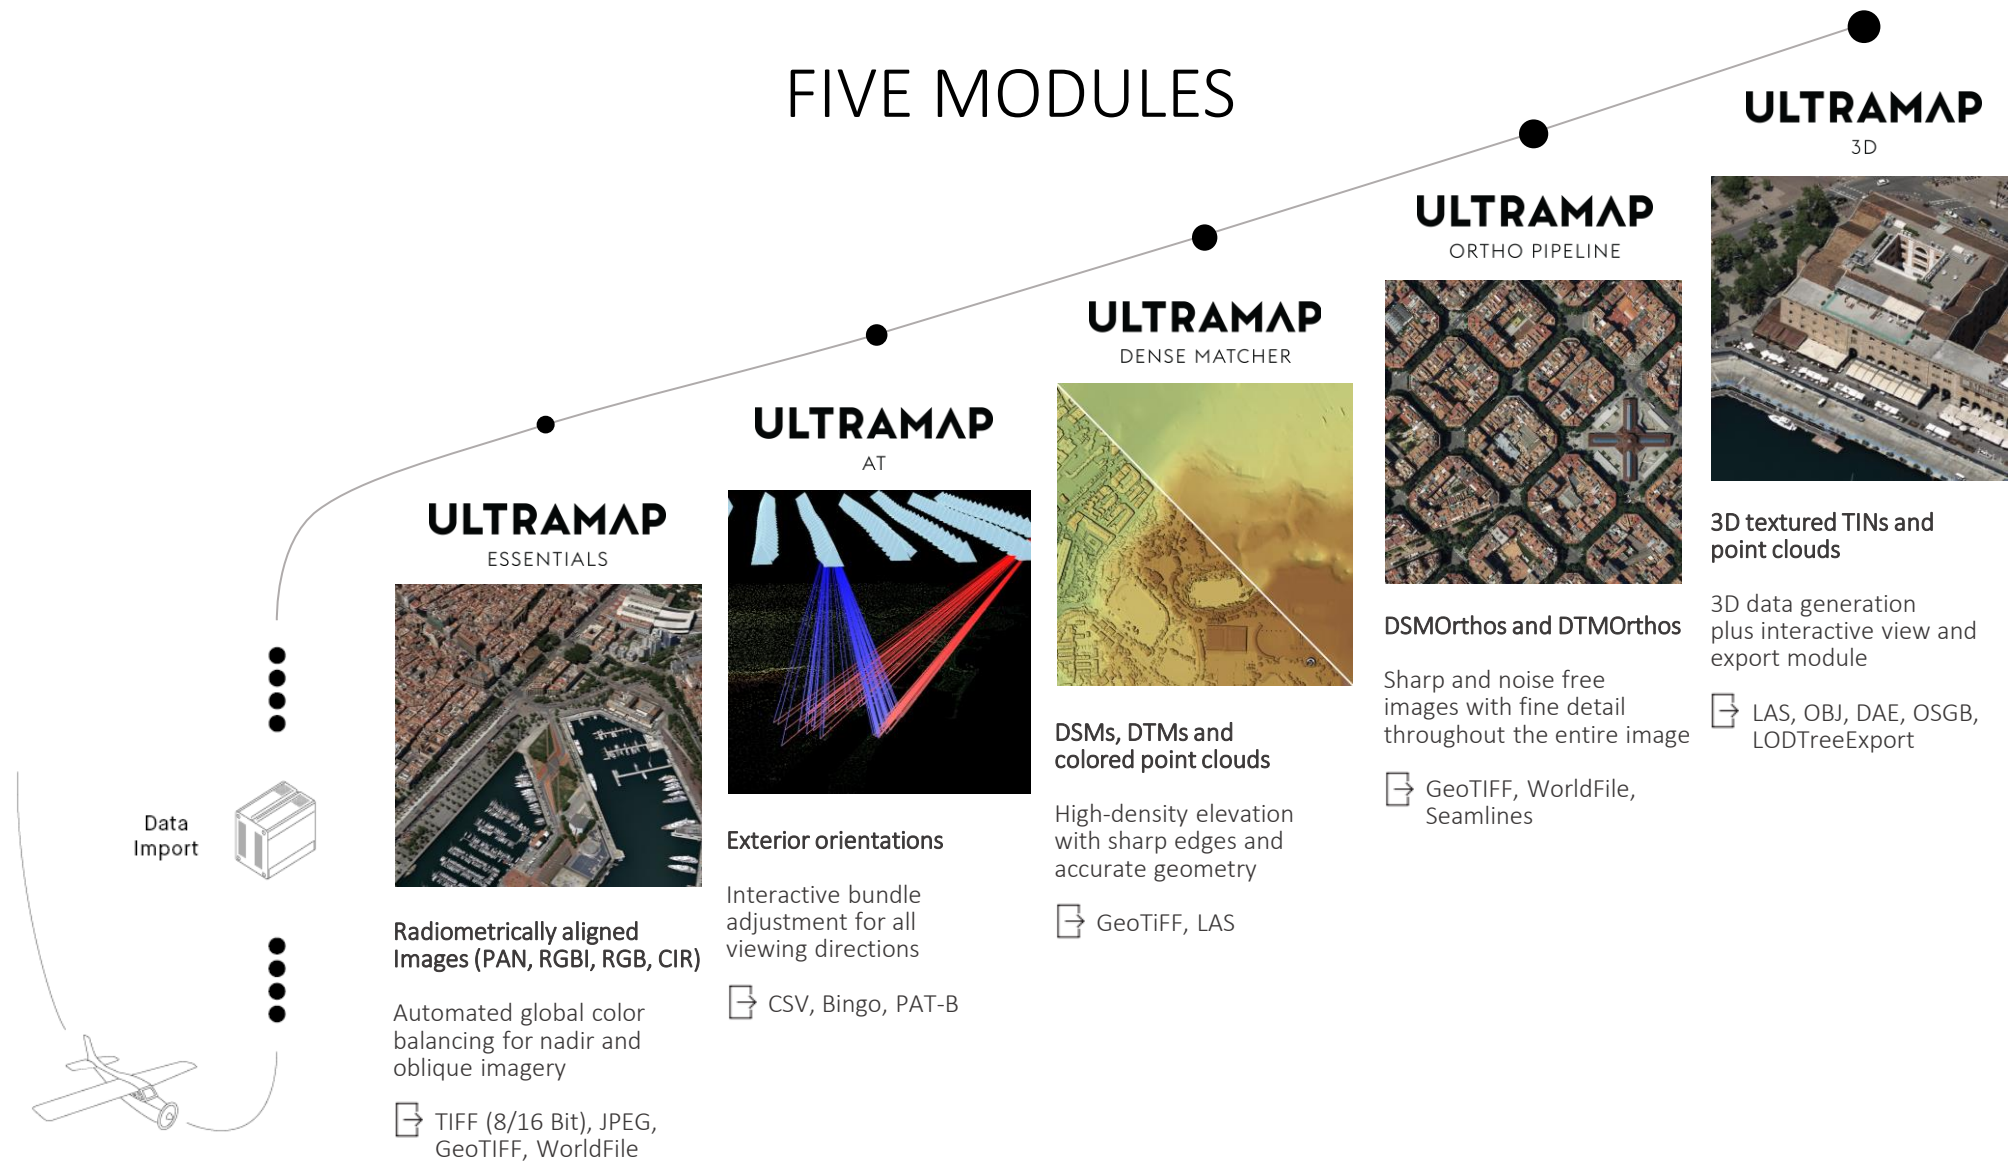 FIVE MODULES
Data
Import
ULTRAMAP
ESSENTIALS
Radiometrically aligned
Images (PAN, RGBI, RGB, CIR)
Automated global color
balancing for nadir and
oblique imagery
TIFF (8/16 Bit), JPEG,
GeoTIFF, WorldFile
ULTRAMAP
AT
Exterior orientations
Interactive bundle
adjustment for all
viewing directions
CSV, Bingo, PAT-B
ULTRAMAP
DENSE MATCHER
DSMs, DTMs and
colored point clouds
High-density elevation
with sharp edges and
accurate geometry
GeoTiFF, LAS
ULTRAMAP
ORTHO PIPELINE
DSMOrthos and DTMOrthos
Sharp and noise free
images with fine detail
throughout the entire image
GeoTIFF, WorldFile,
Seamlines
ULTRAMAP
3D
3D textured TINs and
point clouds
3D data generation
plus interactive view and
export module
LAS, OBJ, DAE, OSGB,
LODTreeExport